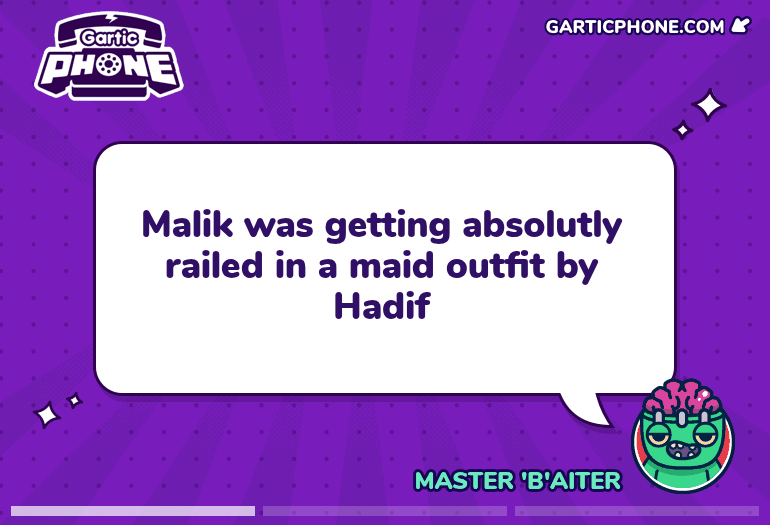 Gartic
PHONE
GARTICPHONE.COM
Malik was getting absolutly
railed in a maid outfit by
Hadif
MASTER 'B'AITER